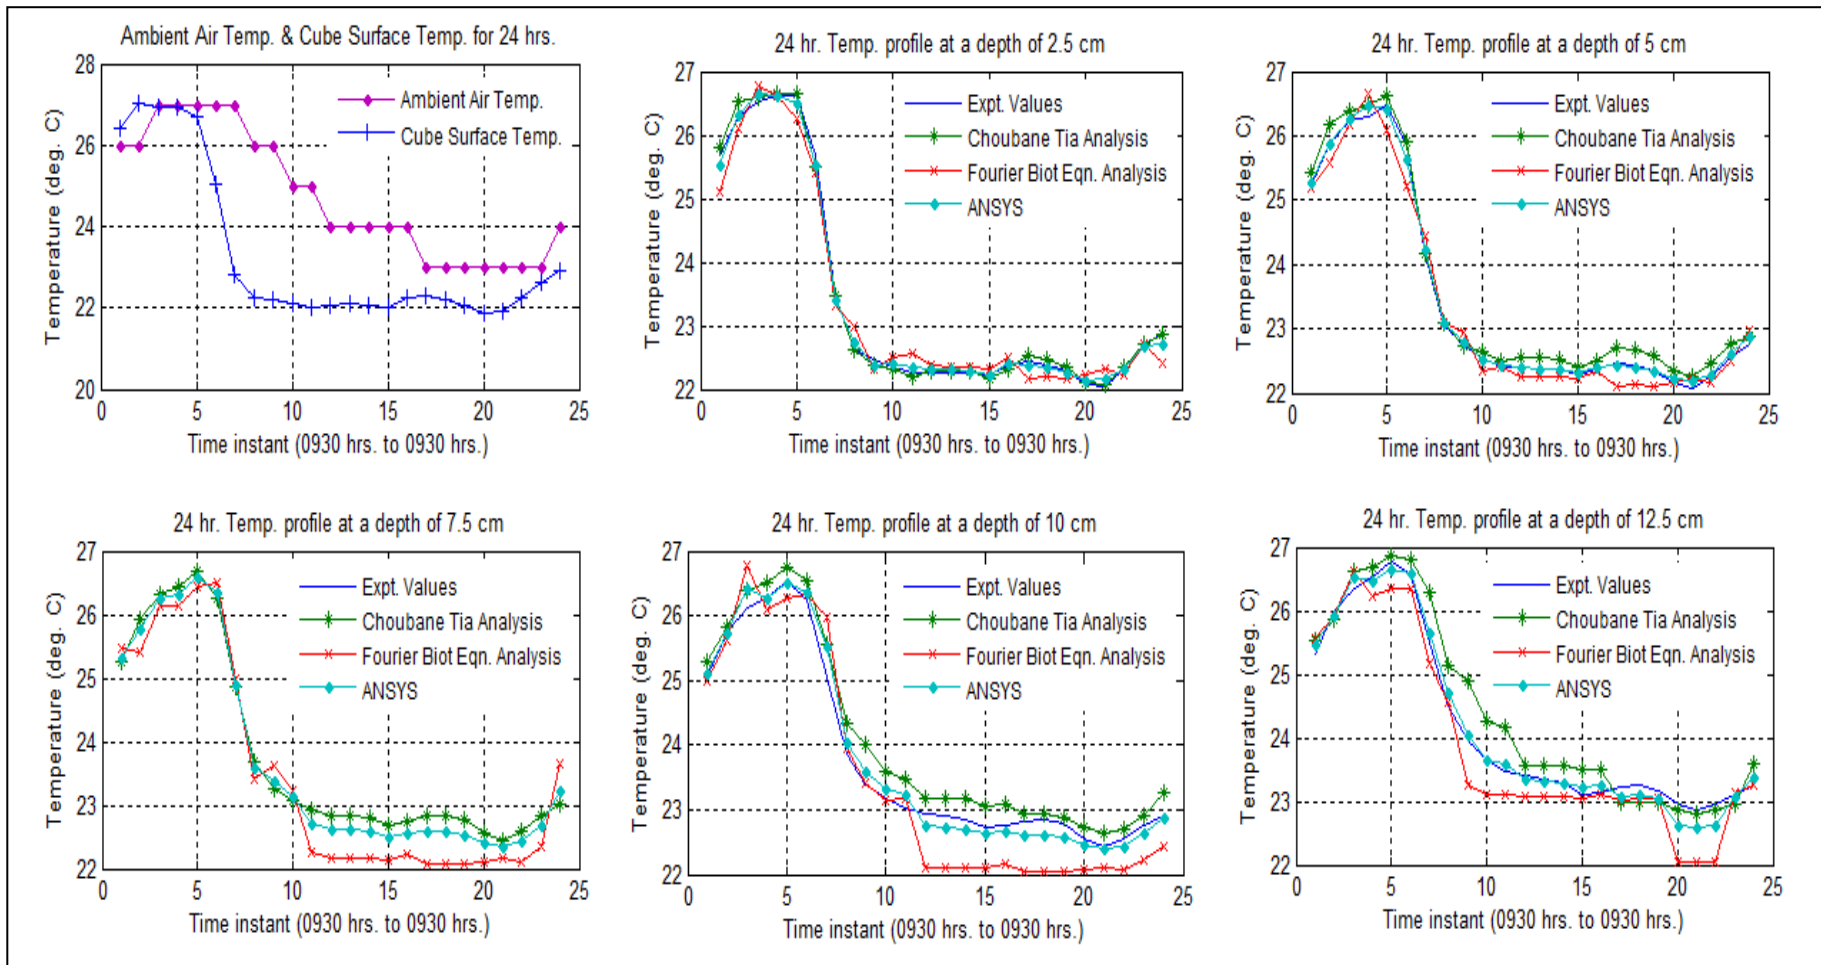 Ambient Air Temp. & Cube Surface Temp. for 24 hrs.
28
26
24
22
20
0
5
10
15
20
25
Temperature (deg. C)
Time instant (0930 hrs. to 0930 hrs.)
Ambient Air Temp.
Cube Surface Temp.
24 hr. Temp. profile at a depth of 2.5 cm
27
26
25
24
23
22
0
5
10
15
20
25
Temperature (deg. C)
Time instant (0930 hrs. to 0930 hrs.)
Expt. Values
Choubane Tia Analysis
Fourier Biot Eqn. Analysis
ANSYS
24 hr. Temp. profile at a depth of 5 cm
27
26
25
24
23
22
0
5
10
15
20
25
Temperature (deg. C)
Time instant (0930 hrs. to 0930 hrs.)
Expt. Values
Choubane Tia Analysis
Fourier Biot Eqn. Analysis
ANSYS
24 hr. Temp. profile at a depth of 7.5 cm
27
26
25
24
23
22
0
5
10
15
20
25
Temperature (deg. C)
Time instant (0930 hrs. to 0930 hrs.)
Expt. Values
Choubane Tia Analysis
Fourier Biot Eqn. Analysis
ANSYS
24 hr. Temp. profile at a depth of 10 cm
27
26
25
24
23
22
0
5
10
15
20
25
Temperature (deg. C)
Time instant (0930 hrs. to 0930 hrs.)
Expt. Values
Choubane Tia Analysis
Fourier Biot Eqn. Analysis
ANSYS
24 hr. Temp. profile at a depth of 12.5 cm
27
26
25
24
23
22
0
5
10
15
20
25
Temperature (deg. C)
Time instant (0930 hrs. to 0930 hrs.)
Expt. Values
Choubane Tia Analysis
Fourier Biot Eqn. Analysis
ANSYS